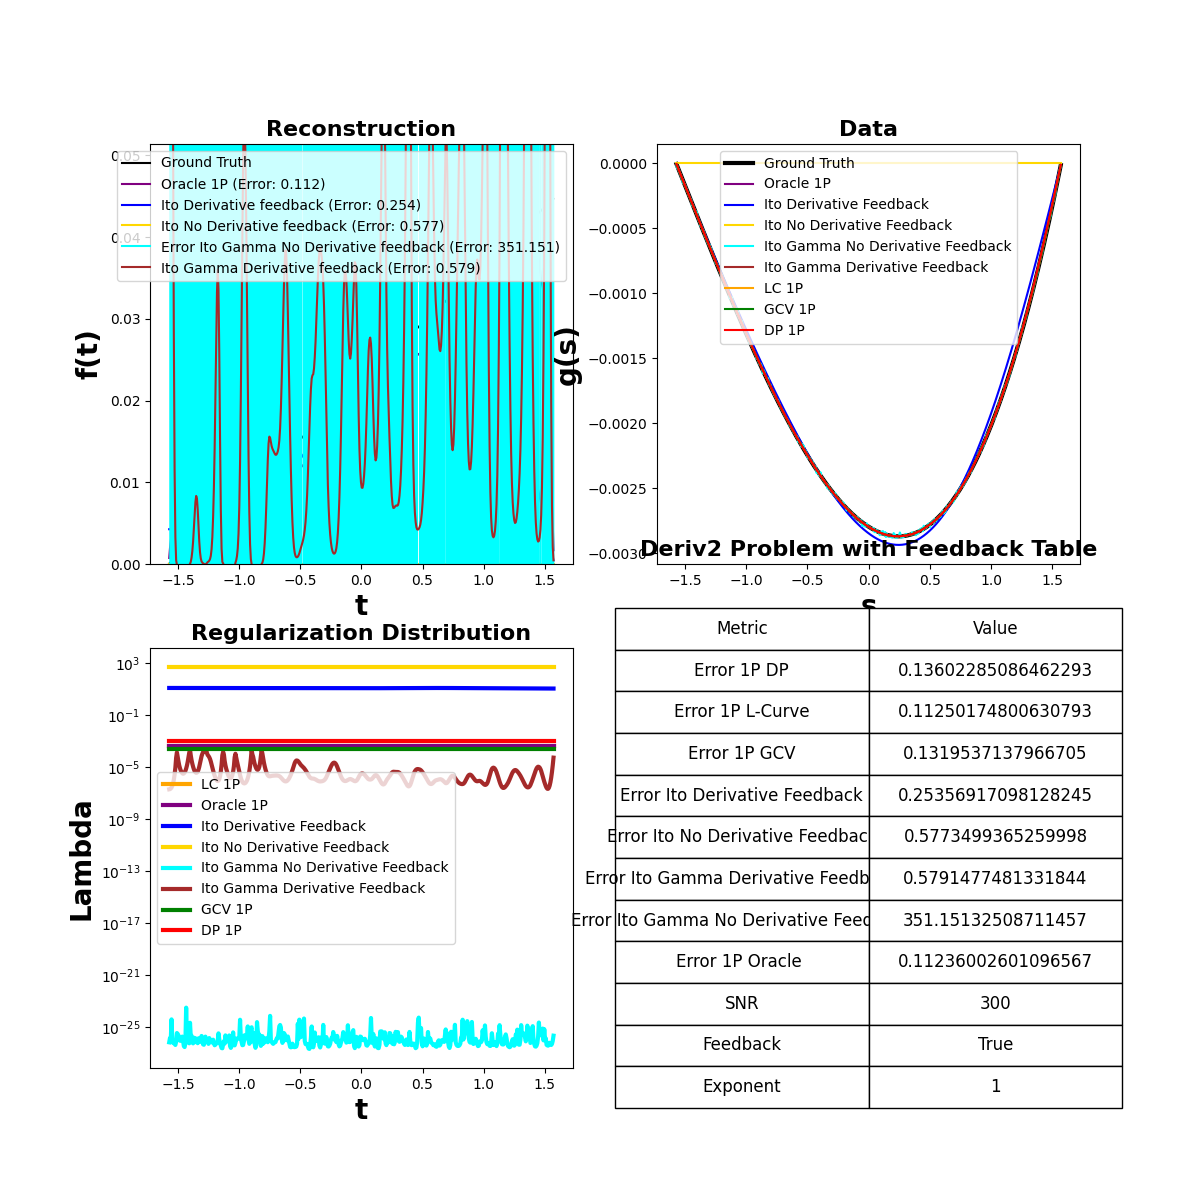 Reconstruction
0.05
0.04
0.03
0.02
0.01
0.00
f(t)
Ground Truth
Oracle 1P (Error: 0.112)
Ito Derivative feedback (Error: 0.254)
Ito No Derivative feedback (Error: 0.577)
Error Ito Gamma No Derivative feedback (Error: 351.151)
Ito Gamma Derivative feedback (Error: 0.579)
−1.5 −1.0 −0.5 0.0 0.5 1.0 1.5
t
Data
0.0000
−0.0005
−0.0010
−0.0015
−0.0020
−0.0025
−0.0030
g(s)
Ground Truth
Oracle 1P
Ito Derivative Feedback
Ito No Derivative Feedback
Ito Gamma No Derivative Feedback
Ito Gamma Derivative Feedback
LC 1P
GCV 1P
DP 1P
−1.5 −1.0 −0.5 0.0 0.5 1.0 1.5
s
Regularization Distribution
10^3
10^−1
10^−5
10^−9
10^−13
10^−17
10^−21
10^−25
Lambda
LC 1P
Oracle 1P
Ito Derivative Feedback
Ito No Derivative Feedback
Ito Gamma No Derivative Feedback
Ito Gamma Derivative Feedback
GCV 1P
DP 1P
−1.5 −1.0 −0.5 0.0 0.5 1.0 1.5
t
Deriv2 Problem with Feedback Table
Metric Value
Error 1P DP 0.13602285086462293
Error 1P L-Curve 0.11250174800630793
Error 1P GCV 0.1319537137966705
Error Ito Derivative Feedback 0.25356917098128245
Error Ito No Derivative Feedbac 0.5773499365259998
Error Ito Gamma Derivative Feedb 0.5791477481331844
Error Ito Gamma No Derivative Feed 351.15132508711457
Error 1P Oracle 0.11236002601096567
SNR 300
Feedback True
Exponent 1